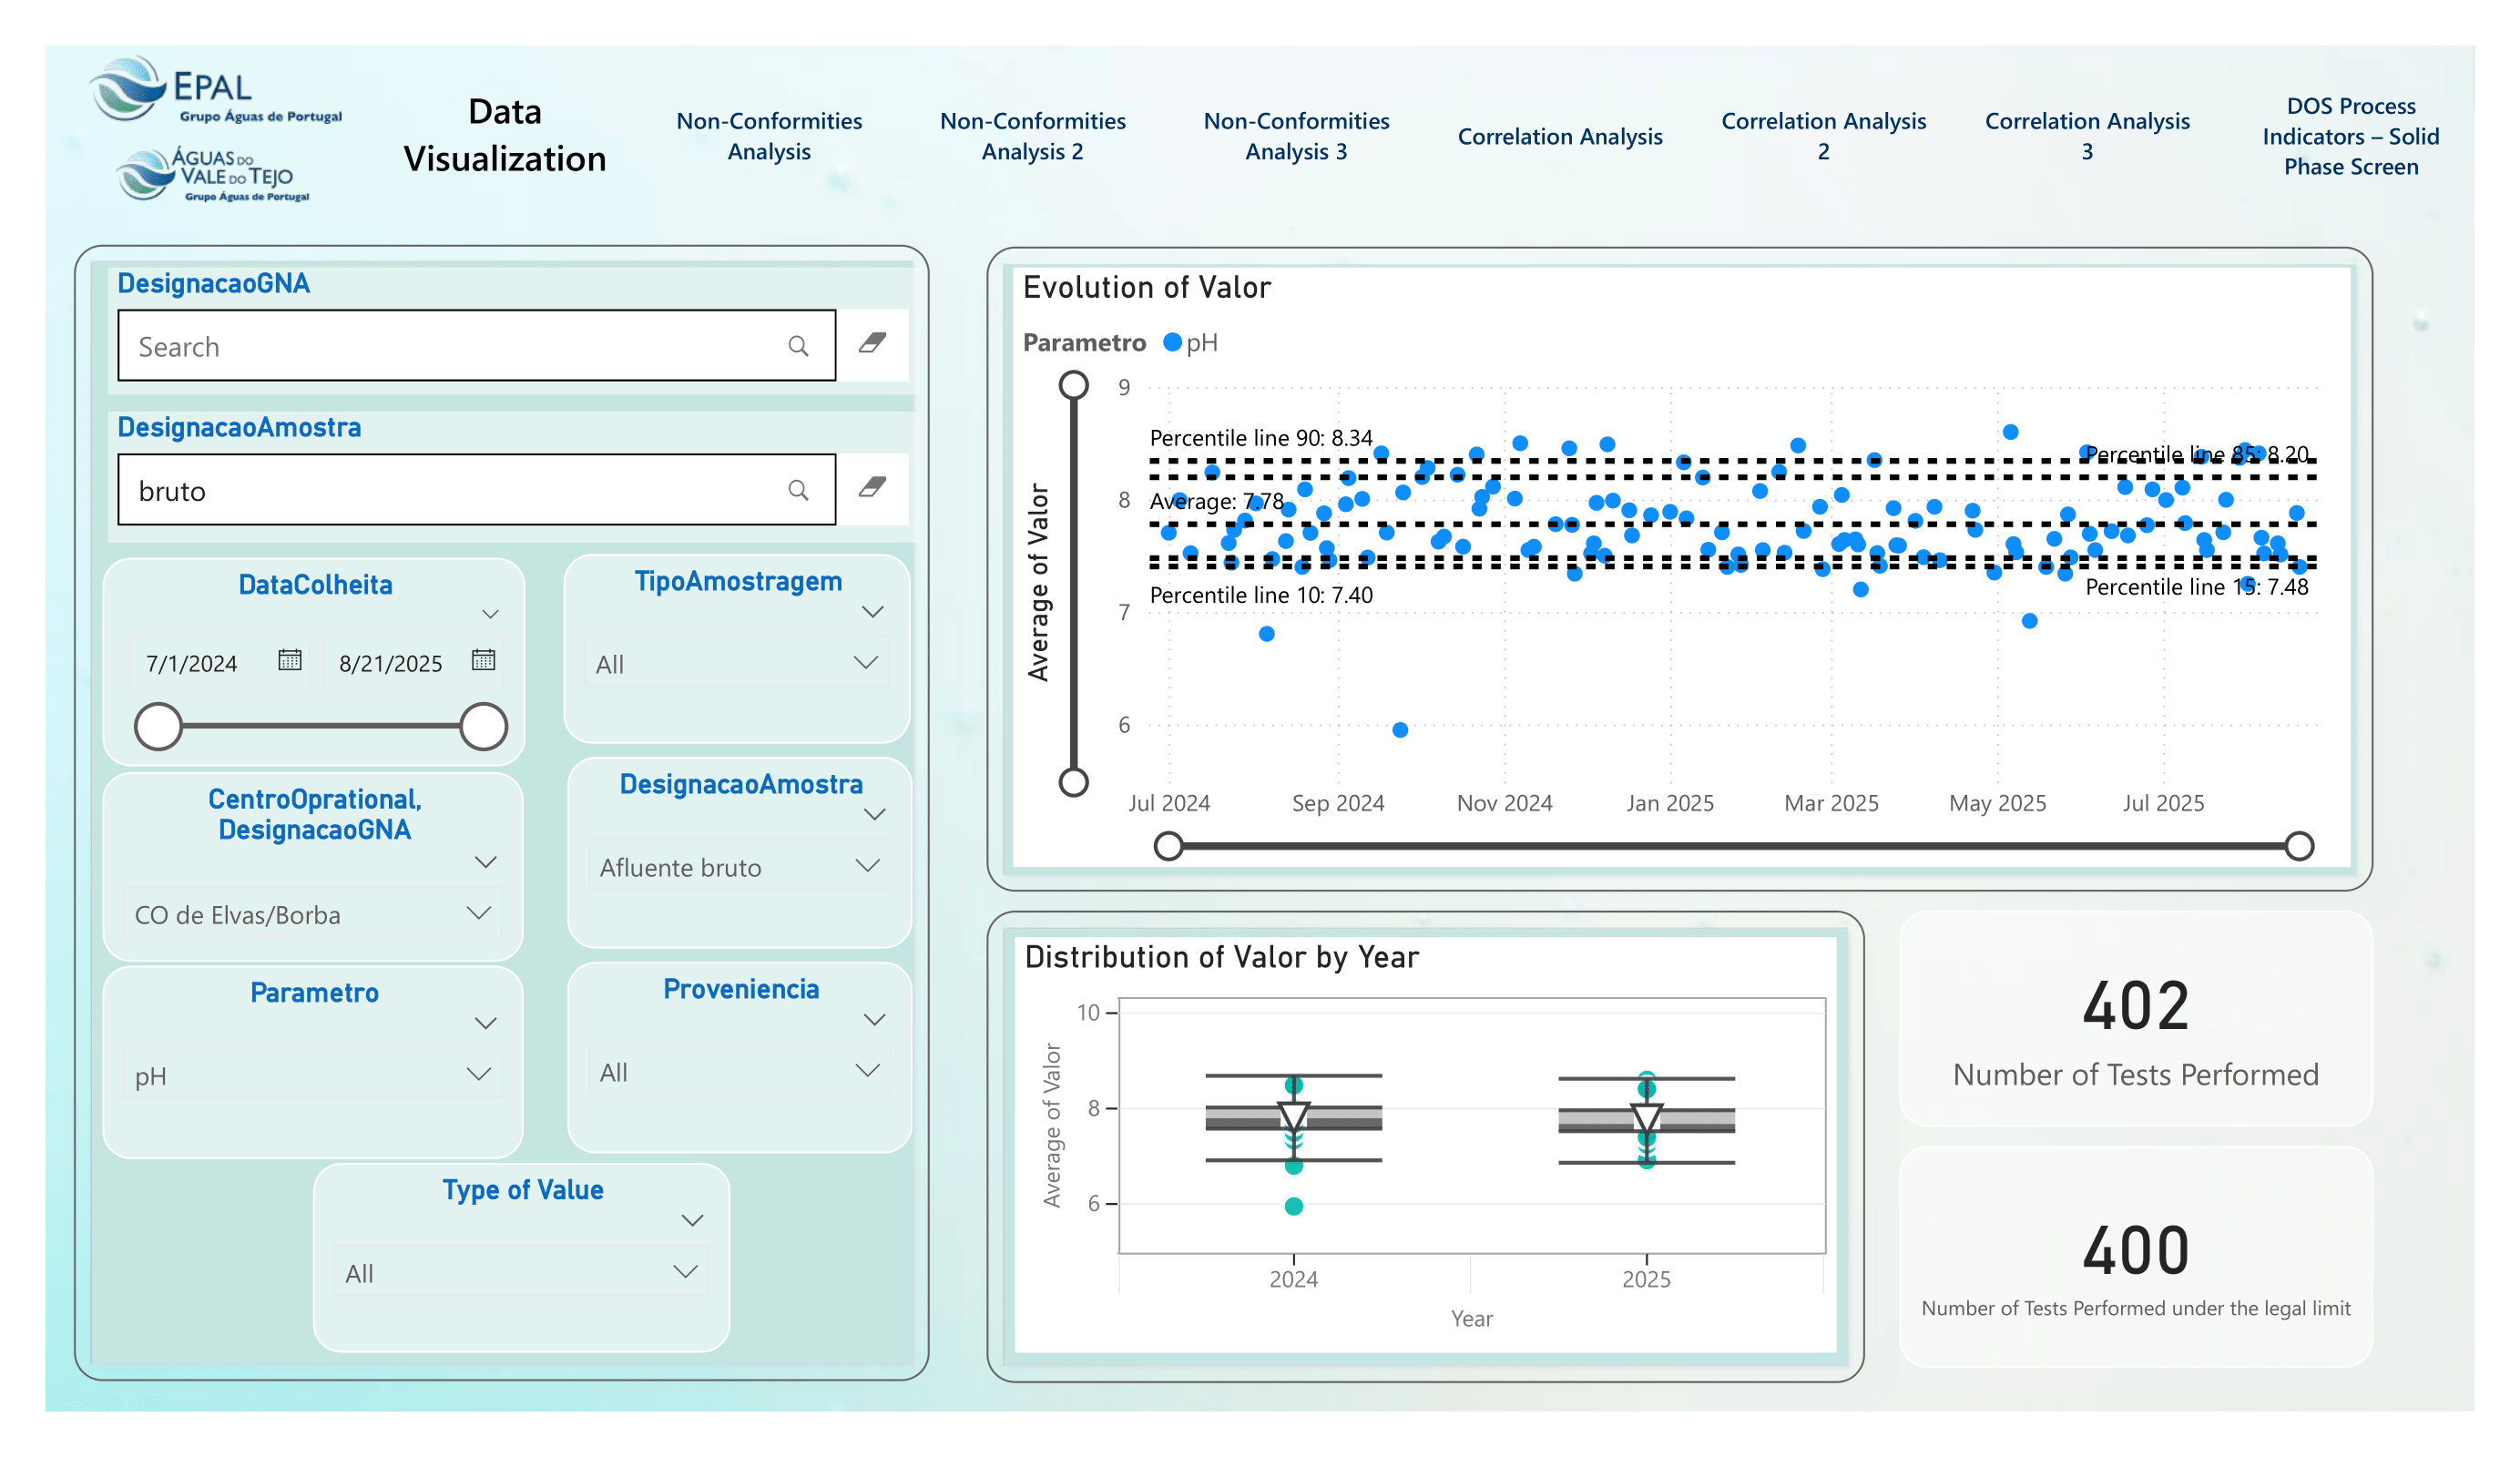 EPAL
Grupo Águas de Portugal
ÁGUAS DO
VALE DO TEJO
Grupo Águas de Portugal
Data
Visualization
Non-Conformities
Analysis
Non-Conformities
Analysis 2
Non-Conformities
Analysis 3
Correlation Analysis
Correlation Analysis
2
Correlation Analysis
3
DOS Process
Indicators – Solid
Phase Screen
DesignacaoGNA
Search
DesignacaoAmostra
bruto
DataColheita
7/1/2024
8/21/2025
TipoAmostragem
All
CentroOprational,
DesignacaoGNA
CO de Elvas/Borba
DesignacaoAmostra
Afluente bruto
Parametro
pH
Proveniencia
All
Type of Value
All
Evolution of Valor
Parametro pH
Average of Valor
9
8
7
6
Percentile line 90: 8.34
Percentile line 85: 8.20
Average: 7.78
Percentile line 10: 7.40
Percentile line 15: 7.48
Jul 2024
Sep 2024
Nov 2024
Jan 2025
Mar 2025
May 2025
Jul 2025
Distribution of Valor by Year
Average of Valor
10
8
6
2024
2025
Year
402
Number of Tests Performed
400
Number of Tests Performed under the legal limit